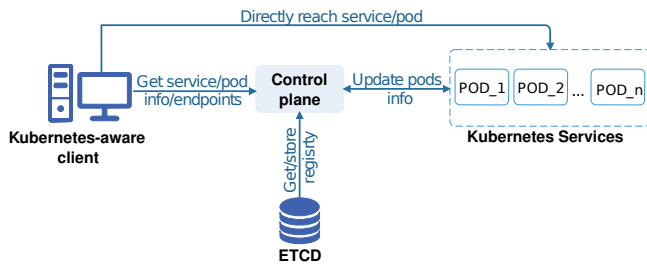 Directly reach service/pod
Get service/pod
info/endpoints
Control
plane
Update pods
info
POD_1
POD_2
...
POD_n
Kubernetes-aware
client
Kubernetes Services
Get/store
regisrty
ETCD